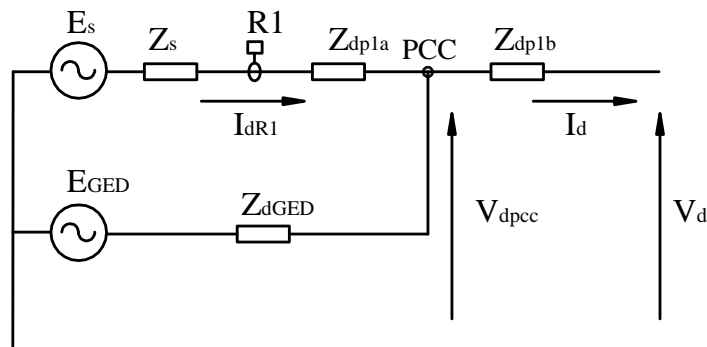 Es
Zs
R1
Zdp1a
PCC
Zdp1b
IdR1
Id
EGED
ZdGED
Vdpcc
Vd